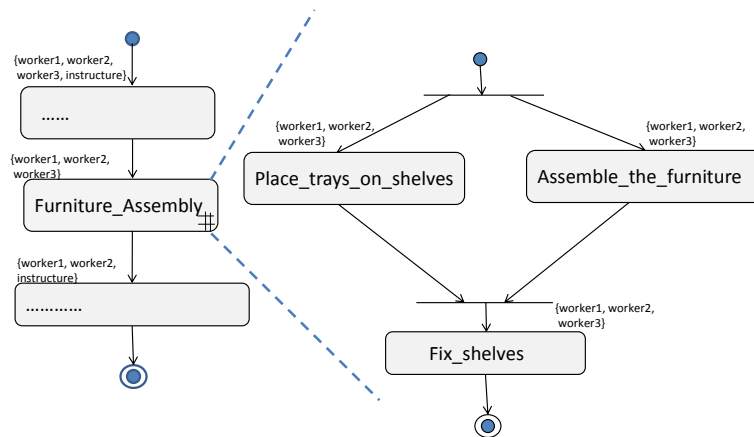 {worker1, worker2,
worker3, instructure}
......
{worker1, worker2,
worker3}
Furniture_Assembly
{worker1, worker2,
instructure}
............
{worker1, worker2,
worker3}
Place_trays_on_shelves
{worker1, worker2,
worker3}
Assemble_the_furniture
{worker1, worker2,
worker3}
Fix_shelves